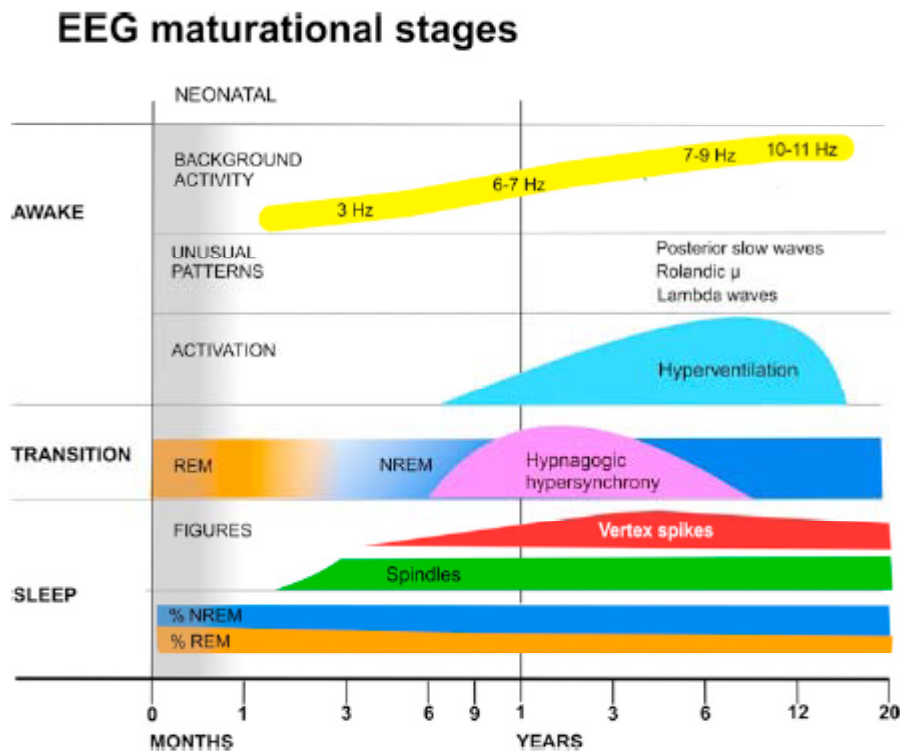 EEG maturational stages
NEONATAL
BACKGROUND
ACTIVITY
3 Hz
6-7 Hz
7-9 Hz
10-11 Hz
AWAKE
UNUSUAL
PATTERNS
Posterior slow waves
Rolandic µ
Lambda waves
ACTIVATION
Hyperventilation
TRANSITION
REM
NREM
Hypnagogic
hypersynchrony
FIGURES
Vertex spikes
Spindles
SLEEP
% NREM
% REM
0 1 3 6 9 1 3 6 12 20
MONTHS YEARS